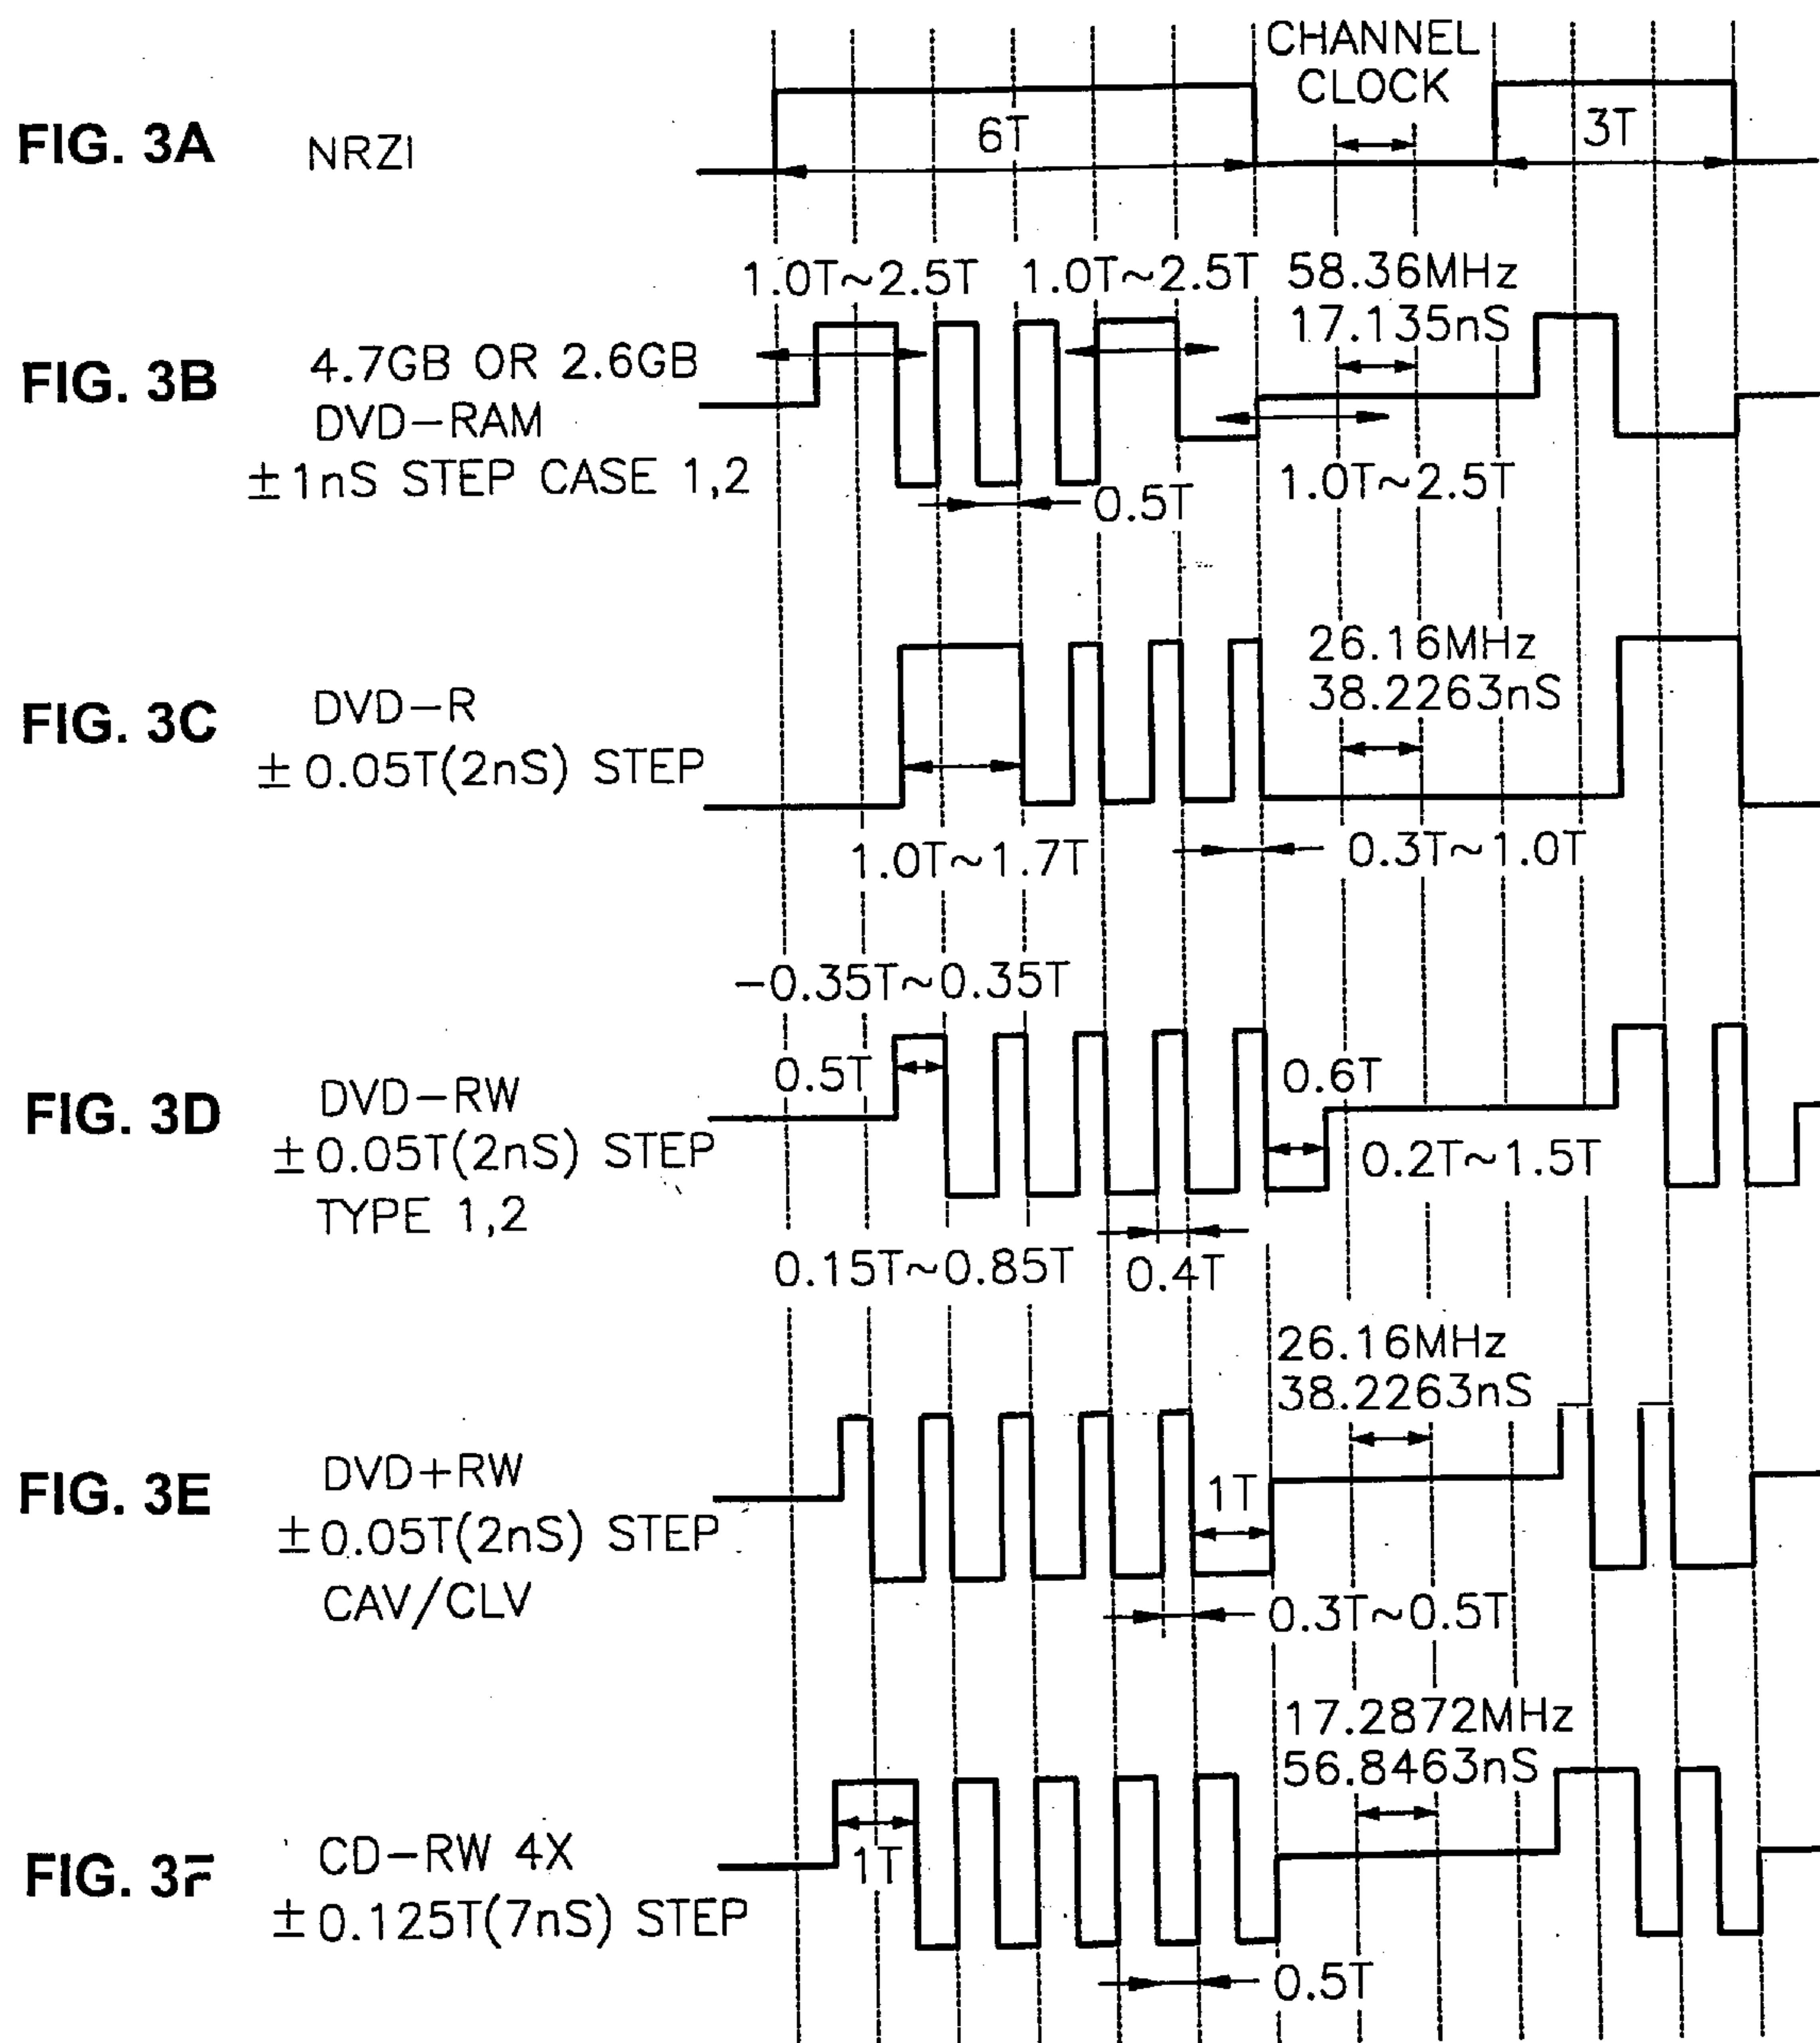 CHANNEL
CLOCK
FIG. 3A
NRZI
6T
3T
1.0T~2.5T
1.0T~2.5T
58.36MHz
17.135nS
FIG. 3B
4.7GB OR 2.6GB
DVD-RAM
±1nS STEP CASE 1,2
0.5T
1.0T~2.5T
26.16MHz
38.2263nS
FIG. 3C
DVD-R
±0.05T(2nS) STEP
1.0T~1.7T
0.3T~1.0T
-0.35T~0.35T
0.5T
0.6T
FIG. 3D
DVD-RW
±0.05T(2nS) STEP
TYPE 1,2
0.2T~1.5T
0.15T~0.85T
0.4T
26.16MHz
38.2263nS
FIG. 3E
DVD+RW
±0.05T(2nS) STEP
CAV/CLV
1T
0.3T~0.5T
17.2872MHz
56.8463nS
FIG. 3F
CD-RW 4X
±0.125T(7nS) STEP
1T
0.5T